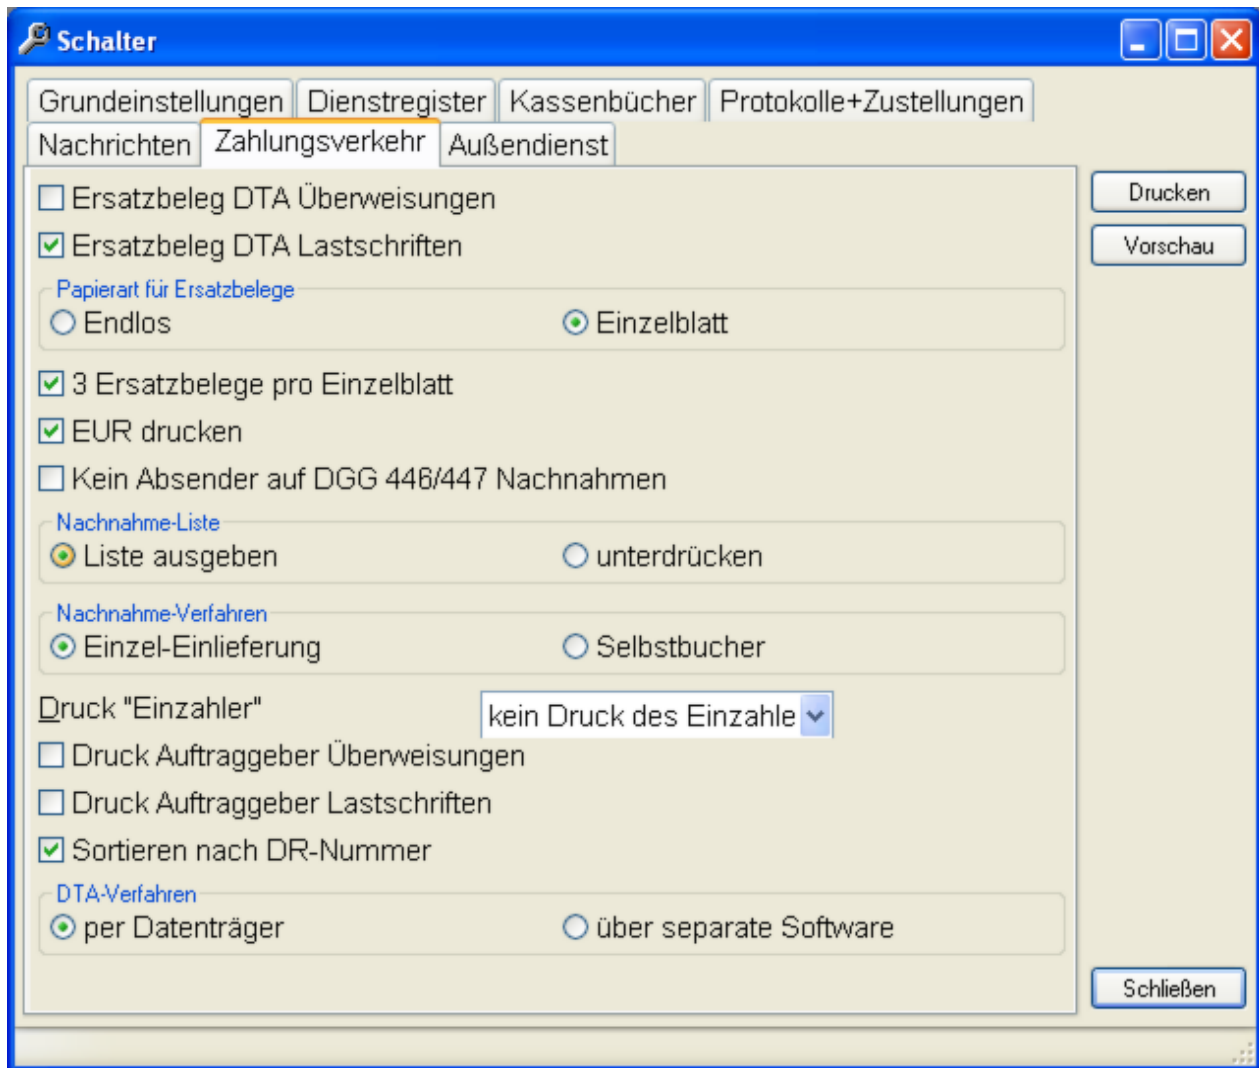 Schalter
Grundeinstellungen Dienstregister Kassenbücher Protokolle+Zustellungen
Nachrichten Zahlungsverkehr Außendienst
Ersatzbeleg DTA Überweisungen
Drucken
Ersatzbeleg DTA Lastschriften
Vorschau
Papierart für Ersatzbelege
Endlos Einzelblatt
3 Ersatzbelege pro Einzelblatt
EUR drucken
Kein Absender auf DGG 446/447 Nachnahmen
Nachnahme-Liste
Liste ausgeben unterdrücken
Nachnahme-Verfahren
Einzel-Einlieferung Selbstbucher
Druck "Einzahler" kein Druck des Einzahle
Druck Auftraggeber Überweisungen
Druck Auftraggeber Lastschriften
Sortieren nach DR-Nummer
DTA-Verfahren
per Datenträger über separate Software
Schließen